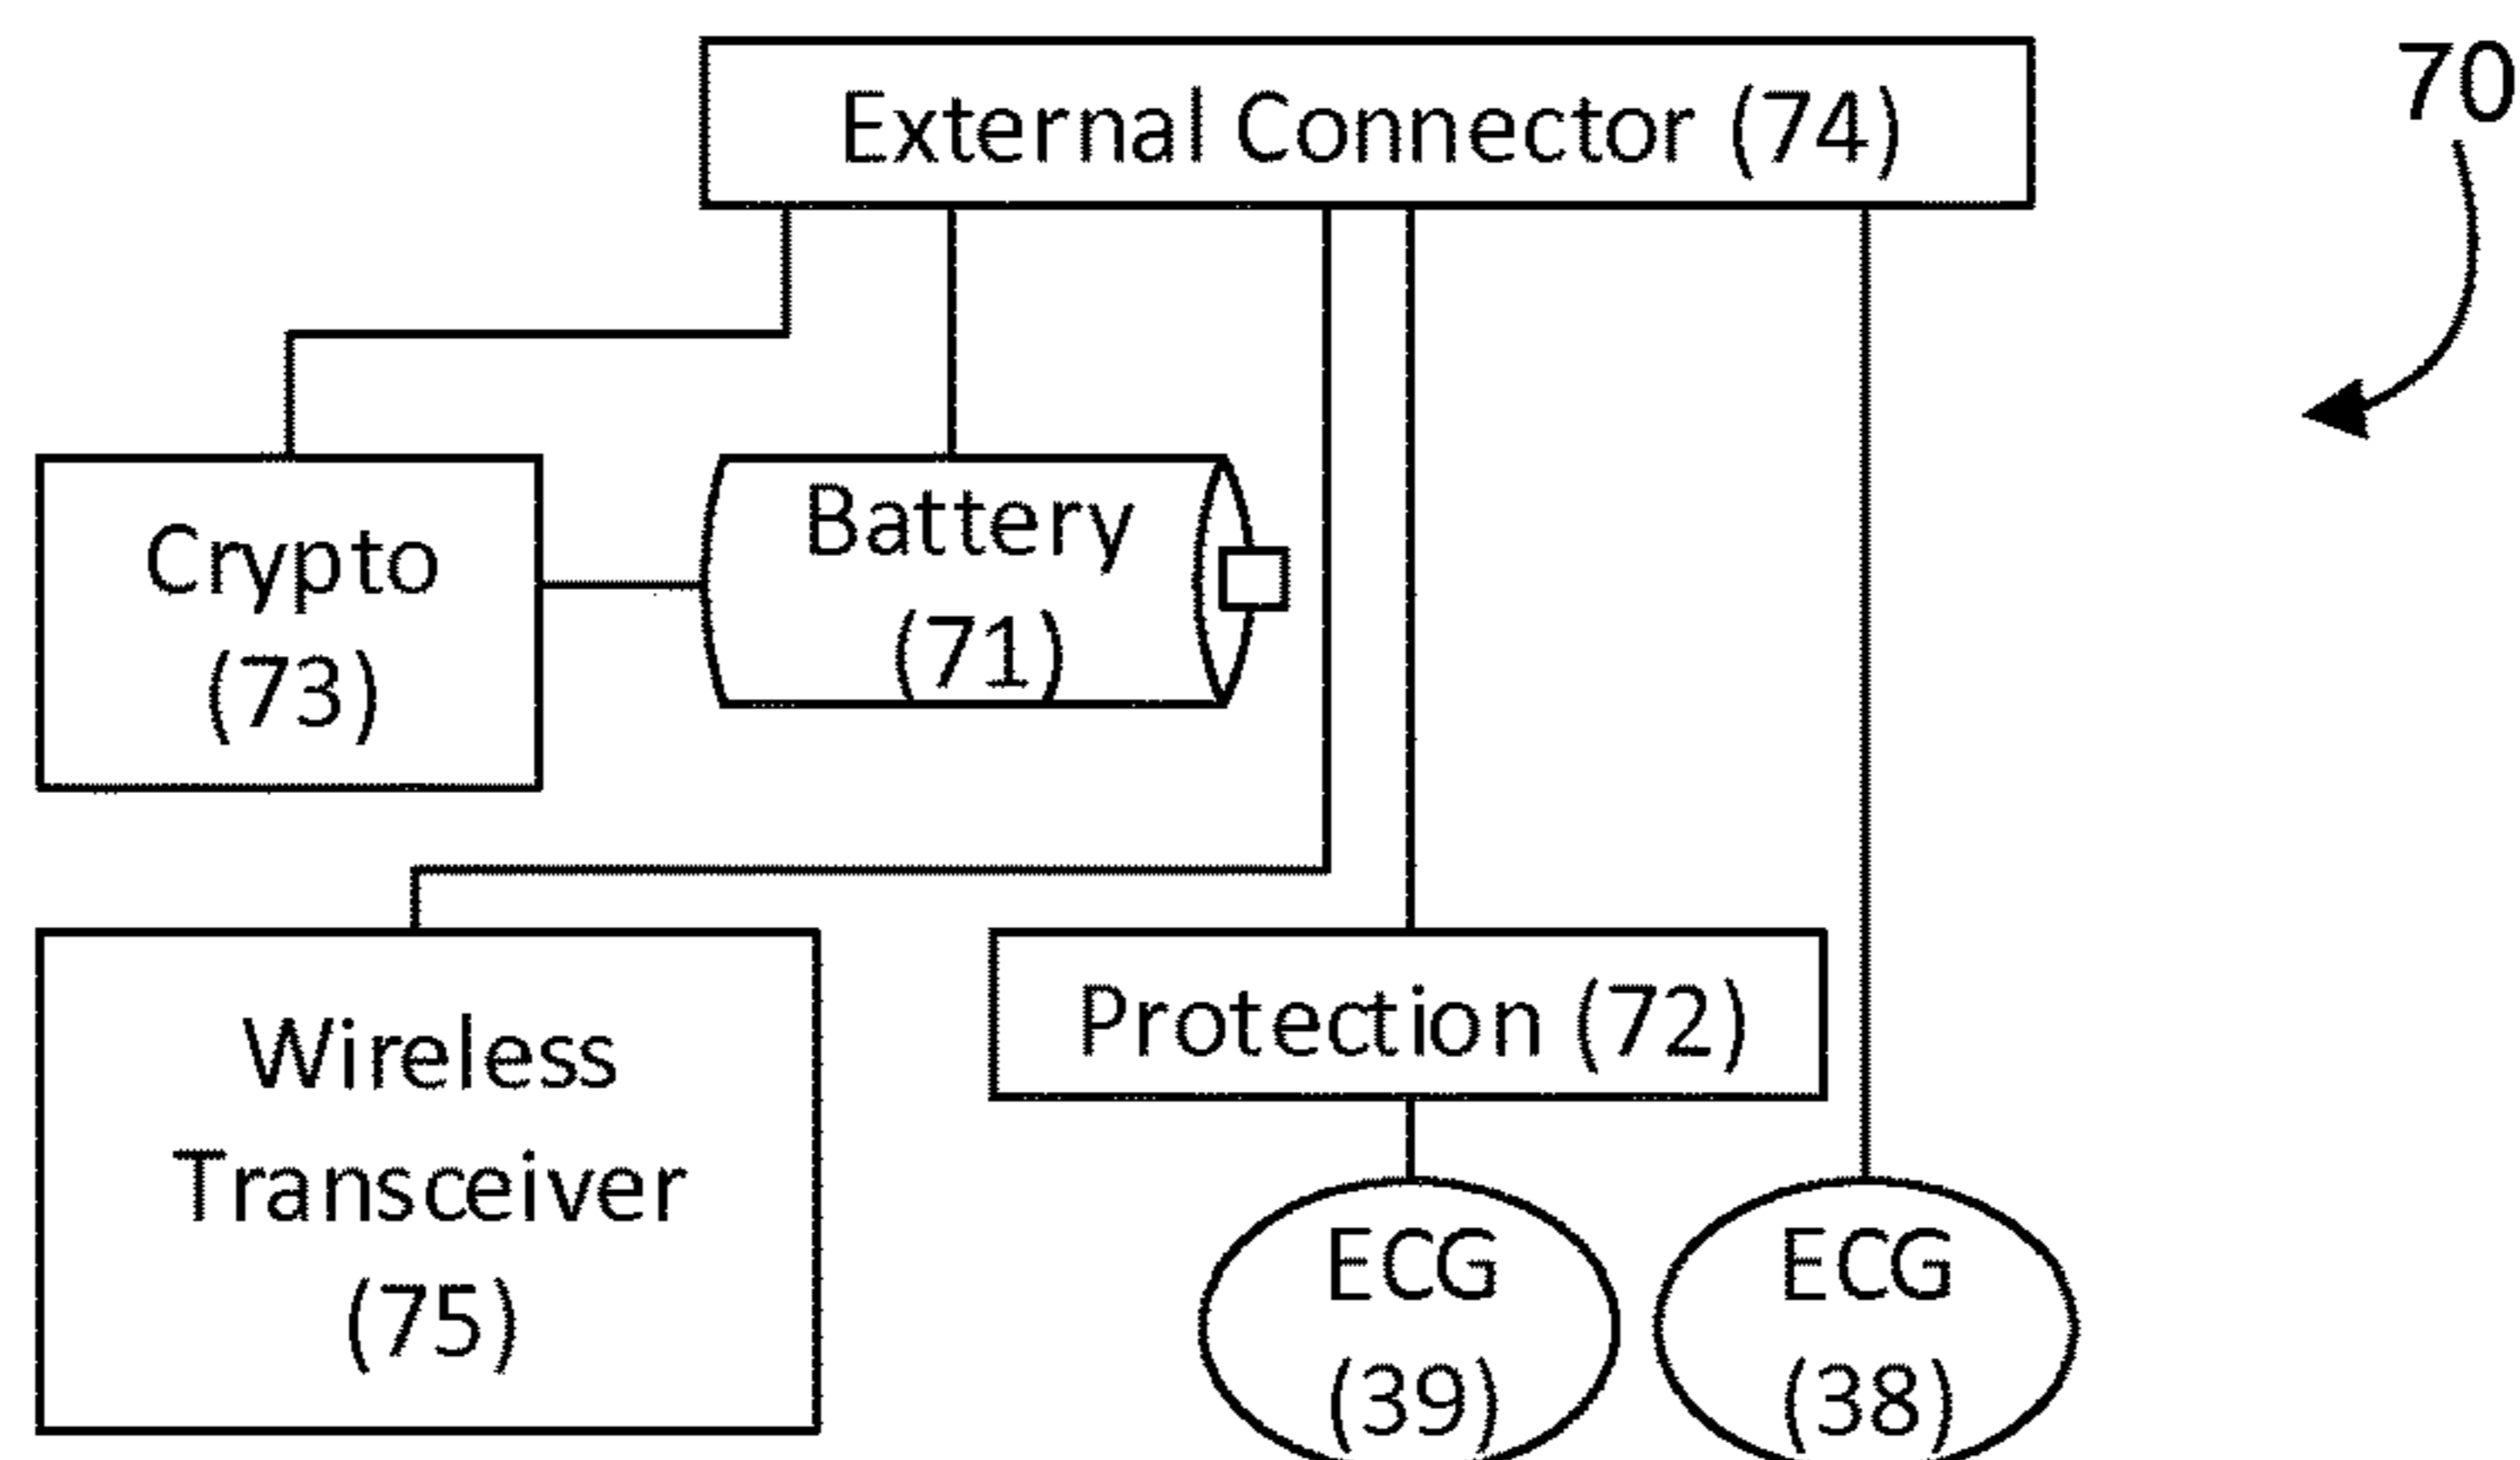 External Connector (74)
70
Crypto
(73)
Battery
(71)
Wireless
Transceiver
(75)
Protection (72)
ECG
(39)
ECG
(38)